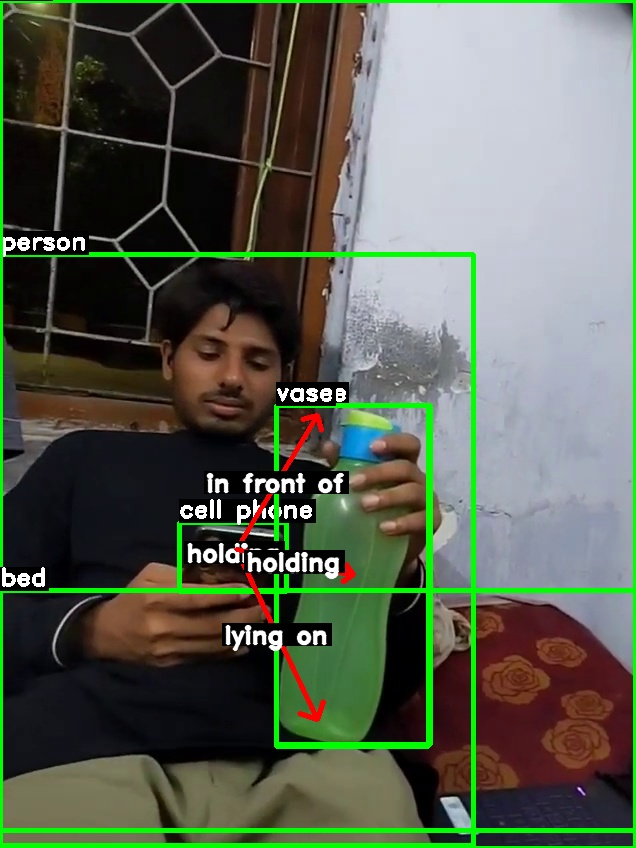 person
vasee
in front of
cell phone
holding
holding
bed
lying on